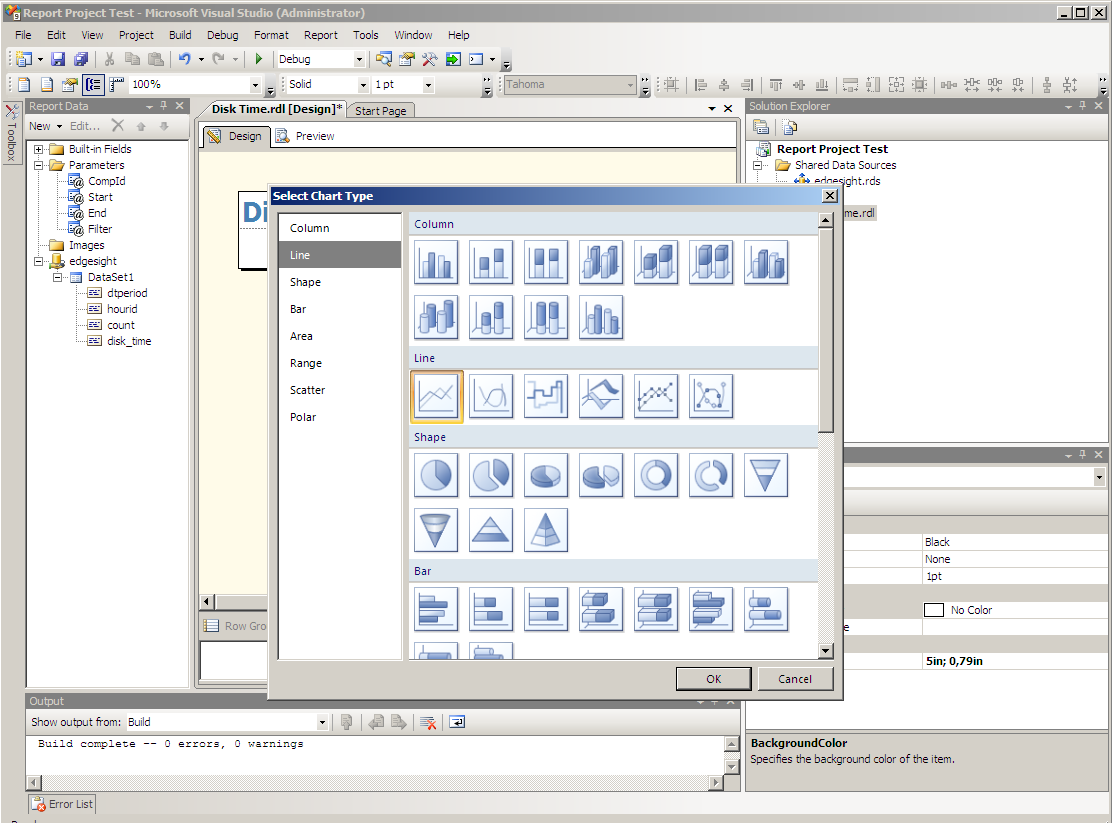 Report Project Test - Microsoft Visual Studio (Administrator)
File Edit View Project Build Debug Format Report Tools Window Help
Debug
100% Solid 1 pt Tahoma
Toolbox
Report Data
New Edit...
Built-in Fields
Parameters
CompId
Start
End
Filter
Images
edgesight
DataSet1
dtperiod
hourid
count
disk_time
Disk Time.rdl [Design]* Start Page
Design Preview
Di
Row Gro
Select Chart Type
Column
Line
Shape
Bar
Area
Range
Scatter
Polar
Column
Line
Shape
Bar
OK Cancel
Solution Explorer
Report Project Test
Shared Data Sources
edgesight.rds
me.rdl
Black
None
1pt
No Color
e
5in; 0,79in
BackgroundColor
Specifies the background color of the item.
Output
Show output from: Build
Build complete -- 0 errors, 0 warnings
Error List